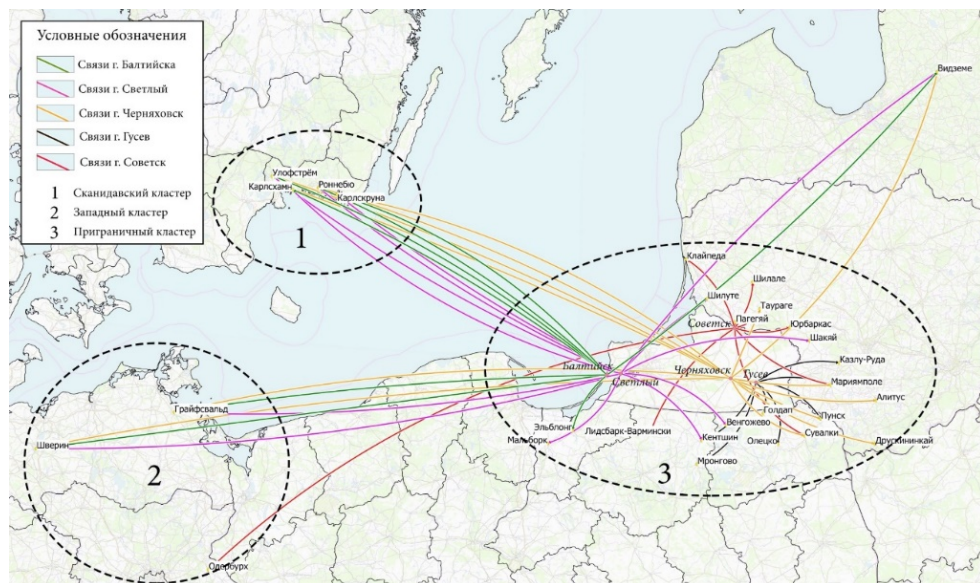 Условные обозначения
Связи г. Балтийска
Связи г. Светлый
Связи г. Черняховск
Связи г. Гусев
Связи г. Советск
1 Сканидавский кластер
2 Западный кластер
3 Приграничный кластер
Видземе
Улофстрём
Карлсхамн
Роннебю
Карлскруна
1
Клайпеда
Шилале
Шилуте
Таураге
Пагегяй
Советск
Юрбаркас
Шакяй
Балтийск
Светлый
Черняховск
Гусев
Казлу-Руда
Мариямполе
Алитус
Грайфсвальд
Шверин
Эльблонг
Мальборк
Лидсбарк-Вармински
Венгожево
Голдап
Пунск
Кентшин
Олецко
Сувалки
Друскининкай
Мронгово
2
3
Одербурх